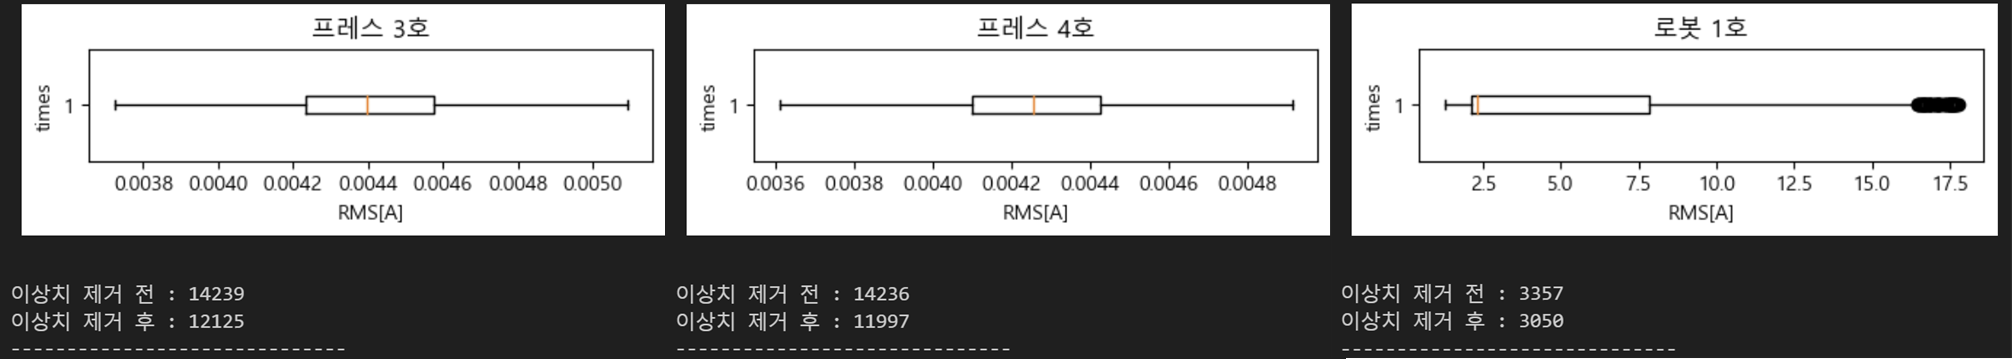 프레스 3호
times
1
0.0038 0.0040 0.0042 0.0044 0.0046 0.0048 0.0050
RMS[A]
이상치 제거 전 : 14239
이상치 제거 후 : 12125
------------------------------
프레스 4호
times
1
0.0036 0.0038 0.0040 0.0042 0.0044 0.0046 0.0048
RMS[A]
이상치 제거 전 : 14236
이상치 제거 후 : 11997
------------------------------
로봇 1호
times
1
2.5 5.0 7.5 10.0 12.5 15.0 17.5
RMS[A]
이상치 제거 전 : 3357
이상치 제거 후 : 3050
------------------------------